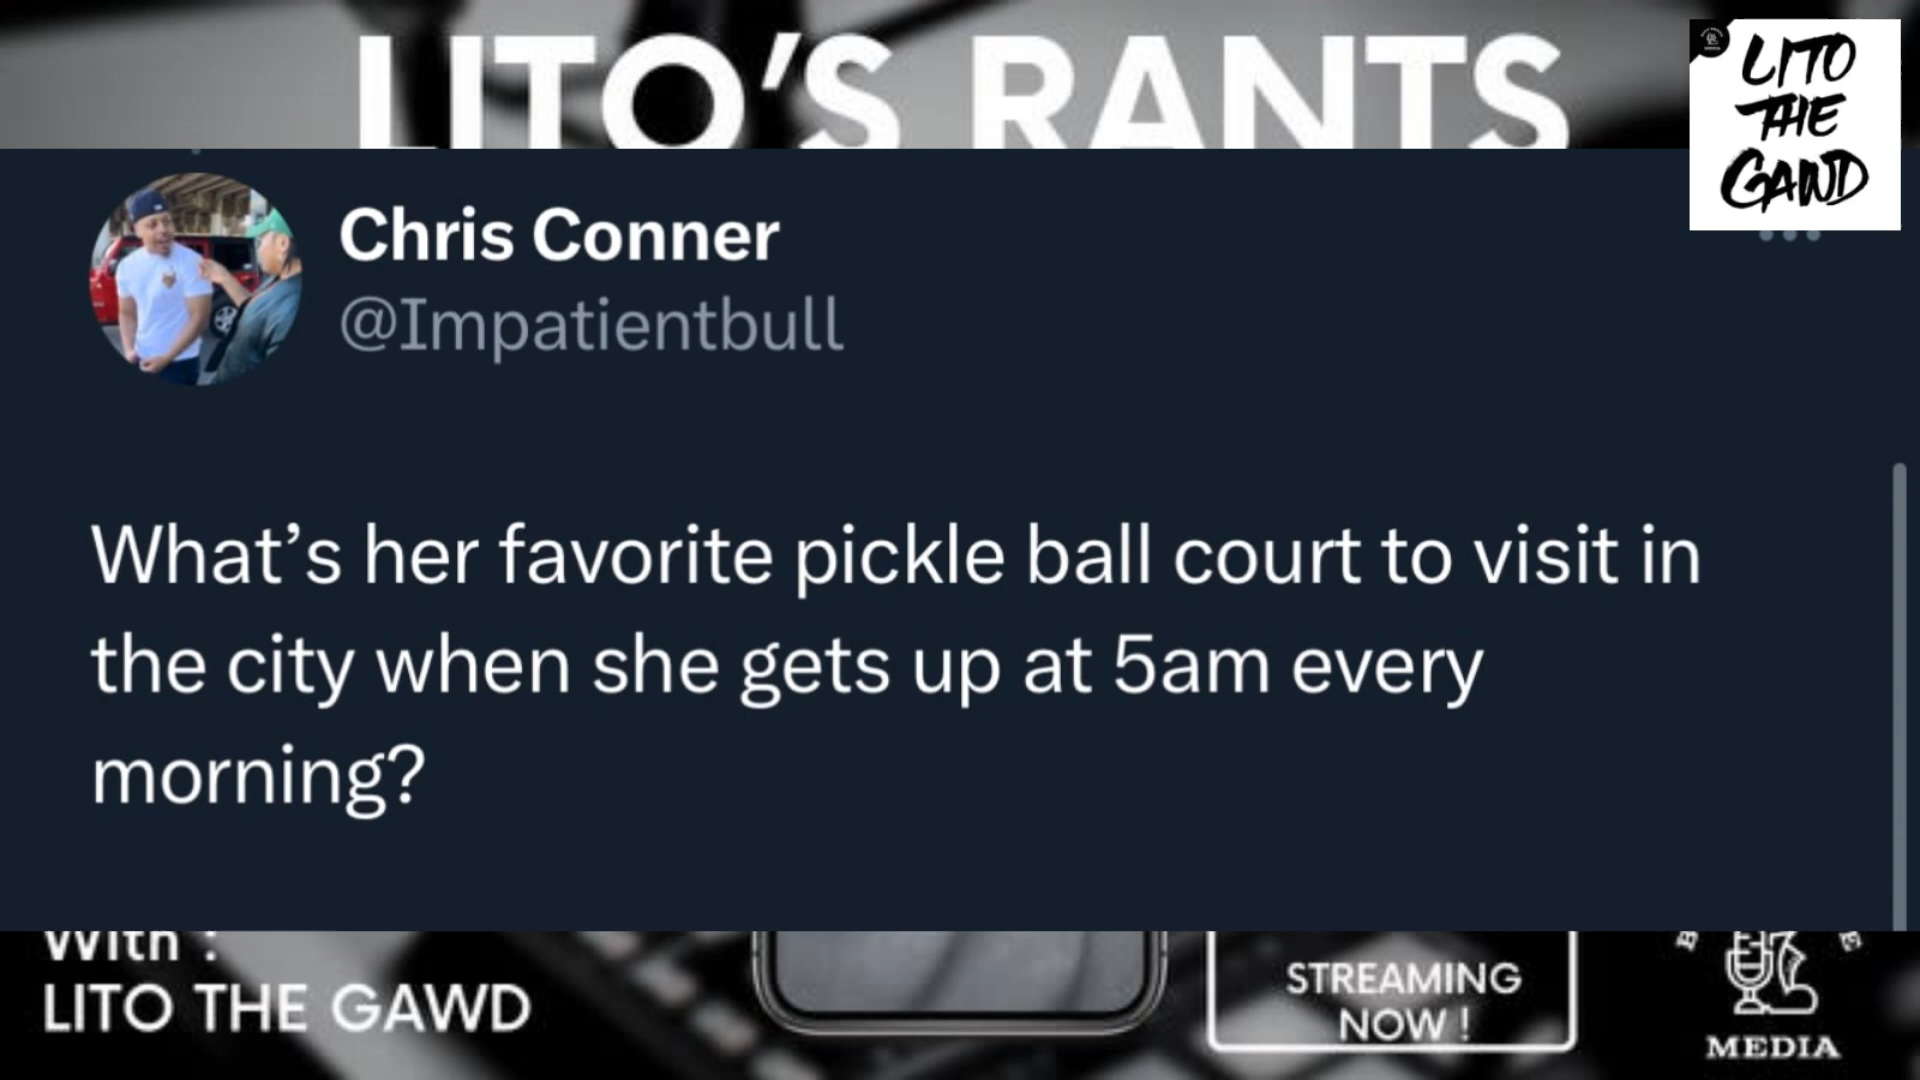 LITO'S RANTS
LITO
THE
GAWD
Chris Conner
@Impatientbull
What’s her favorite pickle ball court to visit in
the city when she gets up at 5am every
morning?
With :
LITO THE GAWD
STREAMING
NOW !
MEDIA